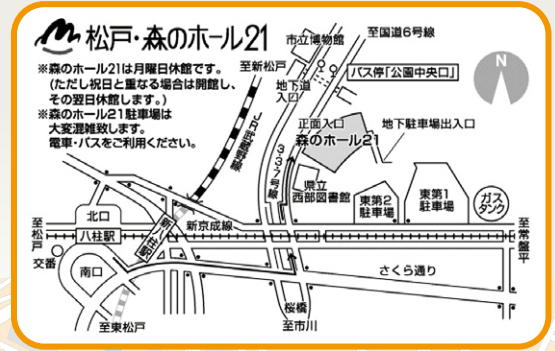 松戸・森のホール21
※森のホール21は月曜日休館です。
(ただし祝日と重なる場合は開館し、
その翌日休館します。)
※森のホール21駐車場は
大変混雑致します。
電車・バスをご利用ください。
市立博物館
至国道6号線
至新松戸
バス停「公園中央口」
N
地下道
入口
JR武蔵野線
337号線
正面入口
森のホール21
地下駐車場出入口
県立
西部図書館
東第2
駐車場
東第1
駐車場
ガス
タンク
至松戸
北口
八柱駅
新八柱駅
新京成線
至常盤平
交番
南口
さくら通り
桜橋
至東松戸
至市川